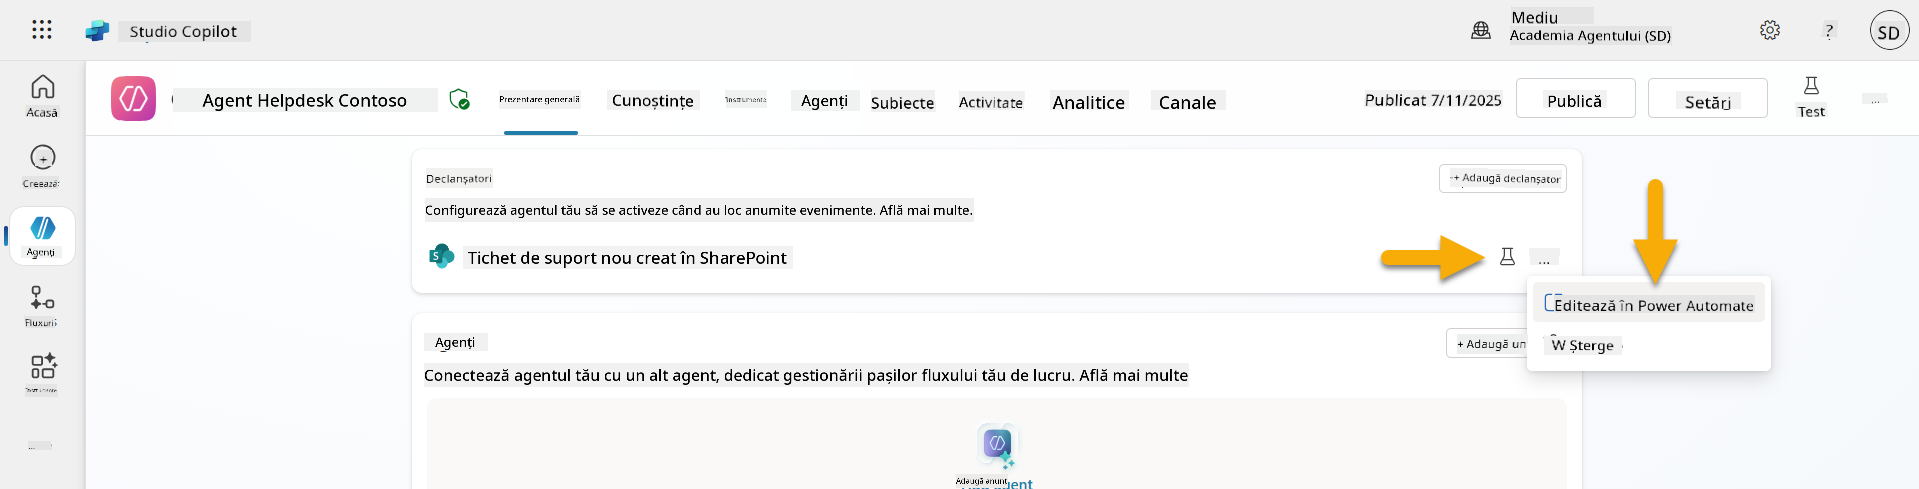 Studio Copilot
Mediu
Academia Agentului (SD)
?
SD
Acasă
Creează
Agenți
Fluxuri
Agent Helpdesk Contoso
Prezentare generală
Cunoștințe
Instrumente
Agenți
Subiecte
Activitate
Analitice
Canale
Publicat 7/11/2025
Publică
Setări
Test
...
Declanșatori
+ Adaugă declanșator
Configurează agentul tău să se activeze când au loc anumite evenimente. Află mai multe.
Tichet de suport nou creat în SharePoint
...
Editează în Power Automate
W Șterge
Agenți
+ Adaugă un
Conectează agentul tău cu un alt agent, dedicat gestionării pașilor fluxului tău de lucru. Află mai multe
Adaugă anunț